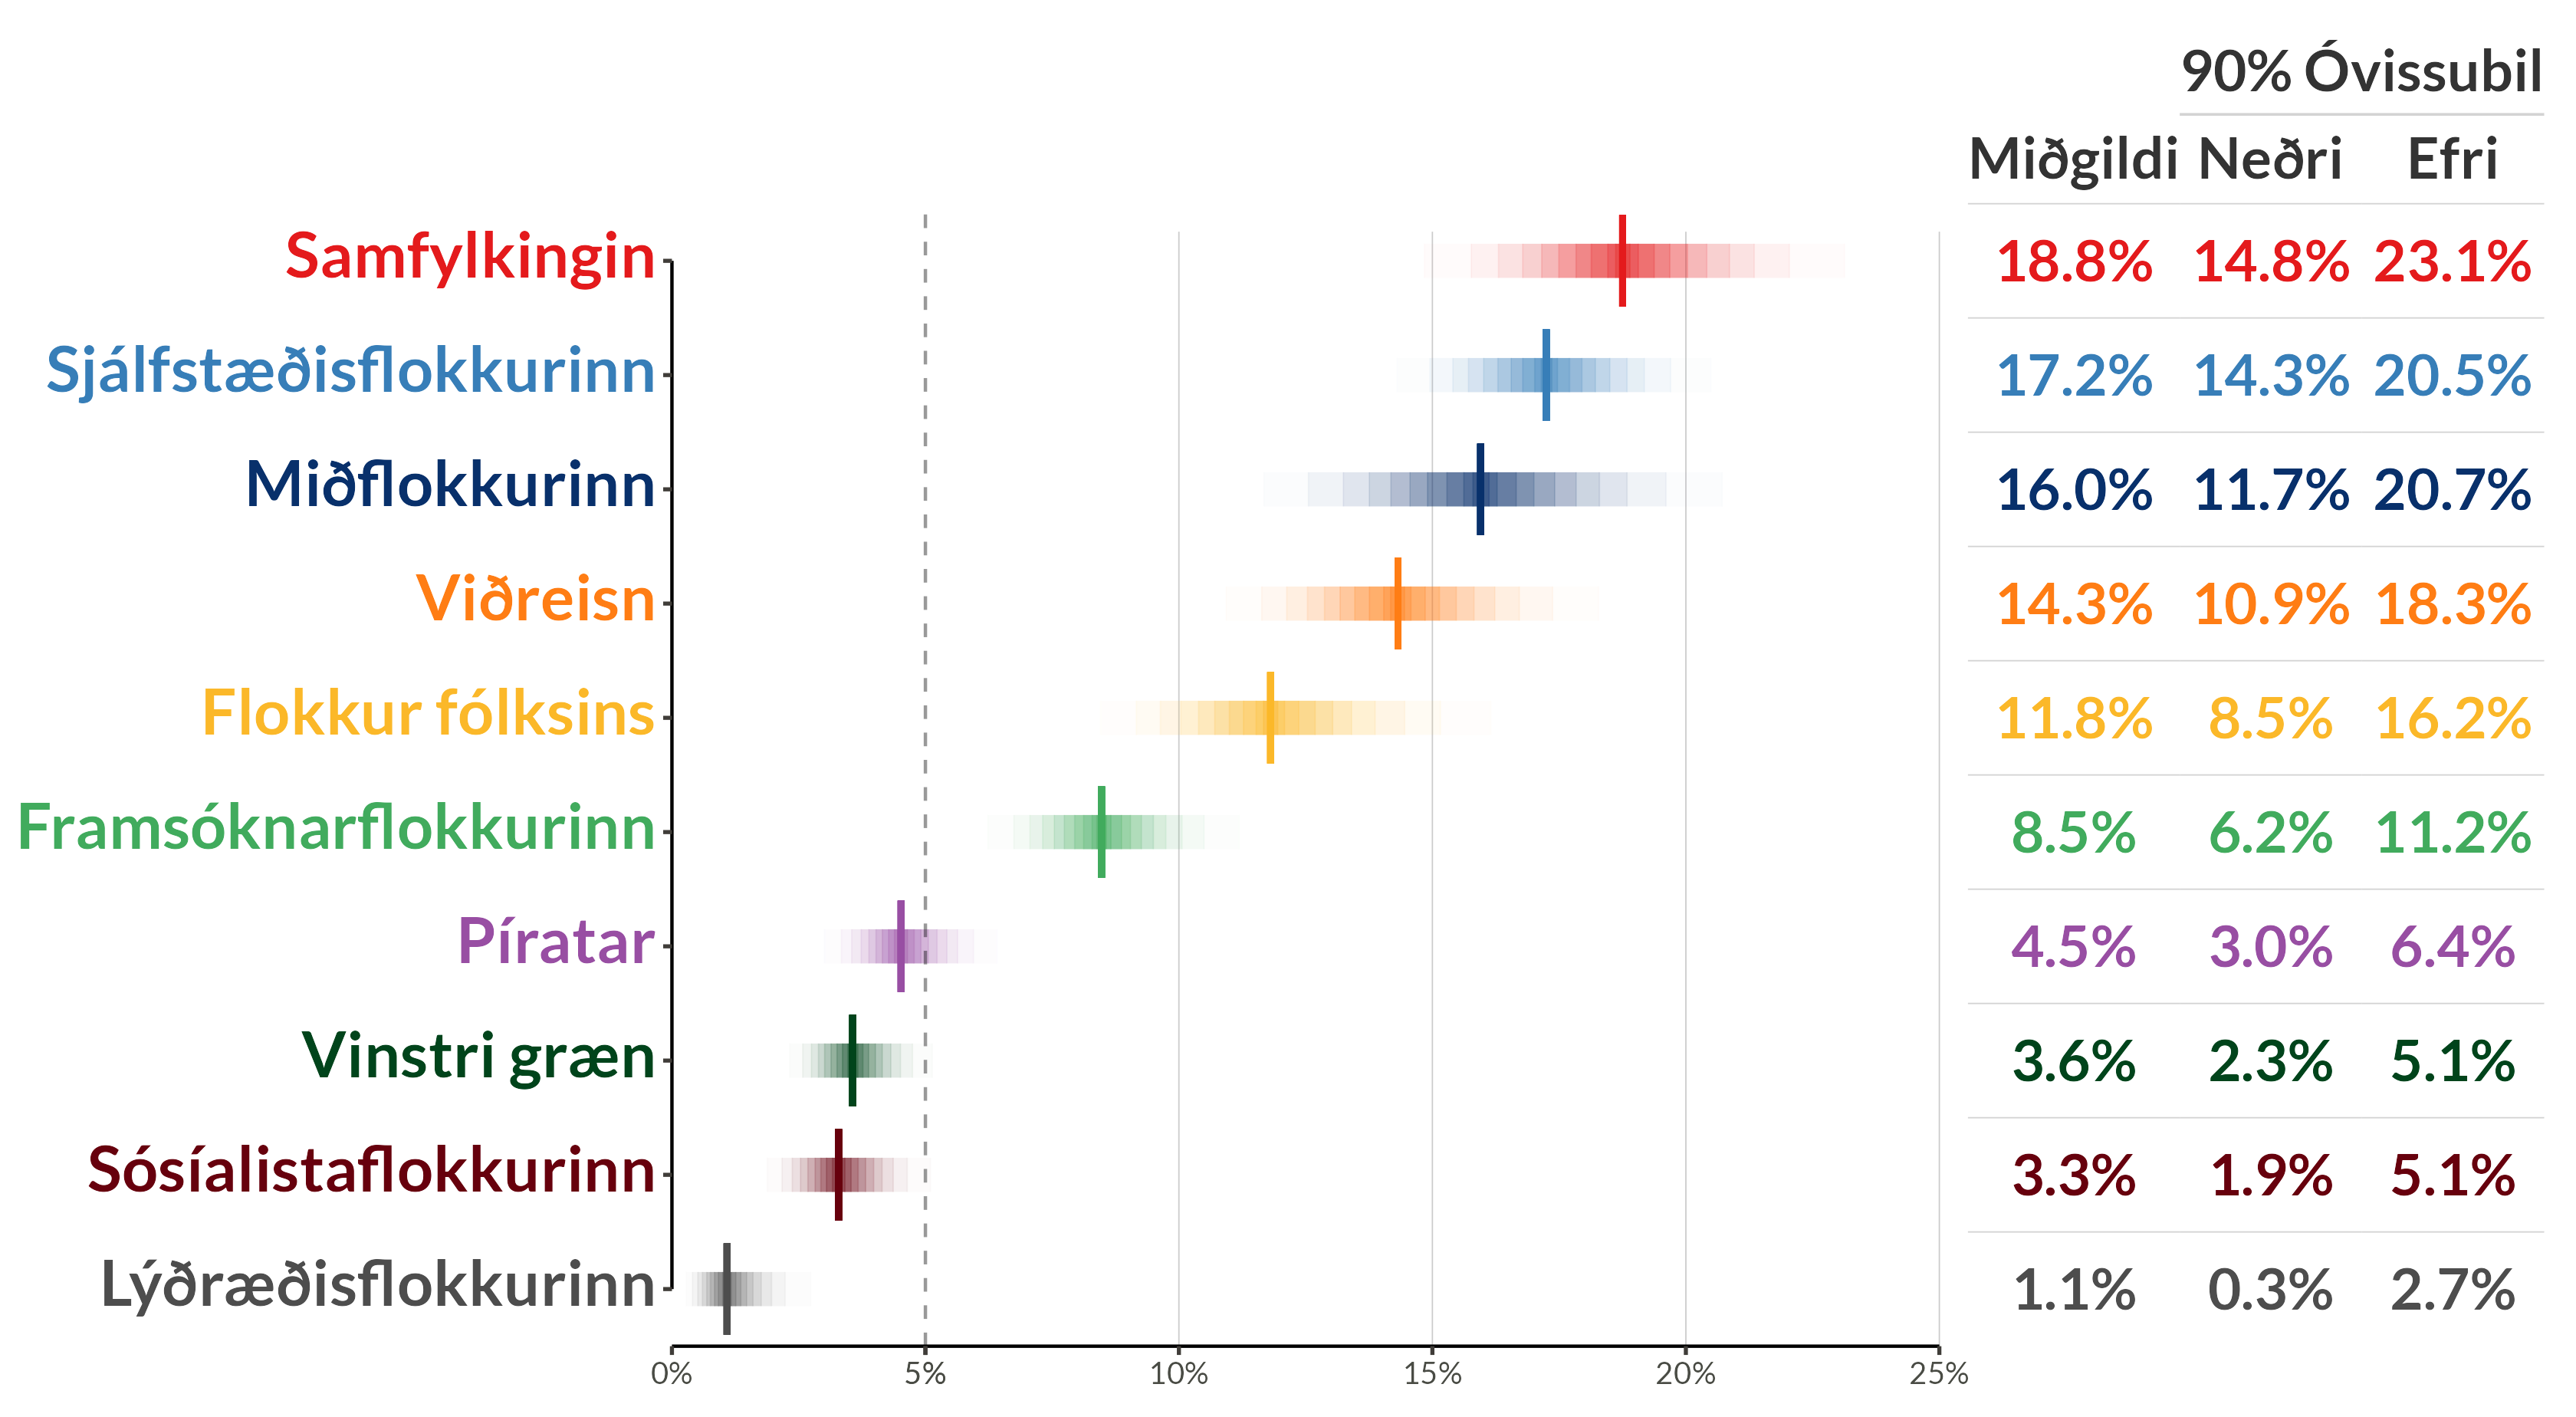 90% Óvissubil
Miðgildi Neðri Efri
Samfylkingin 18.8% 14.8% 23.1%
Sjálfstæðisflokkurinn 17.2% 14.3% 20.5%
Miðflokkurinn 16.0% 11.7% 20.7%
Viðreisn 14.3% 10.9% 18.3%
Flokkur fólksins 11.8% 8.5% 16.2%
Framsóknarflokkurinn 8.5% 6.2% 11.2%
Píratar 4.5% 3.0% 6.4%
Vinstri græn 3.6% 2.3% 5.1%
Sósíalistaflokkurinn 3.3% 1.9% 5.1%
Lýðræðisflokkurinn 1.1% 0.3% 2.7%
0% 5% 10% 15% 20% 25%